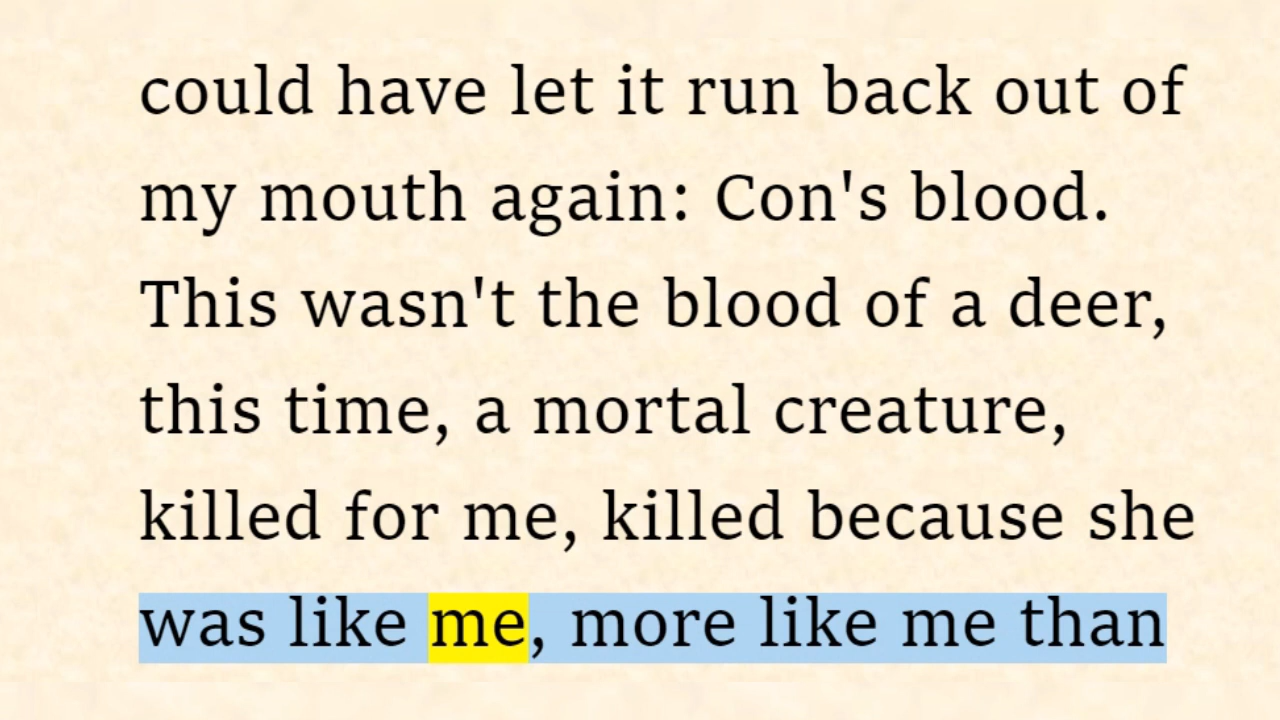 could have let it run back out of
my mouth again: Con's blood.
This wasn't the blood of a deer,
this time, a mortal creature,
killed for me, killed because she
was like me, more like me than